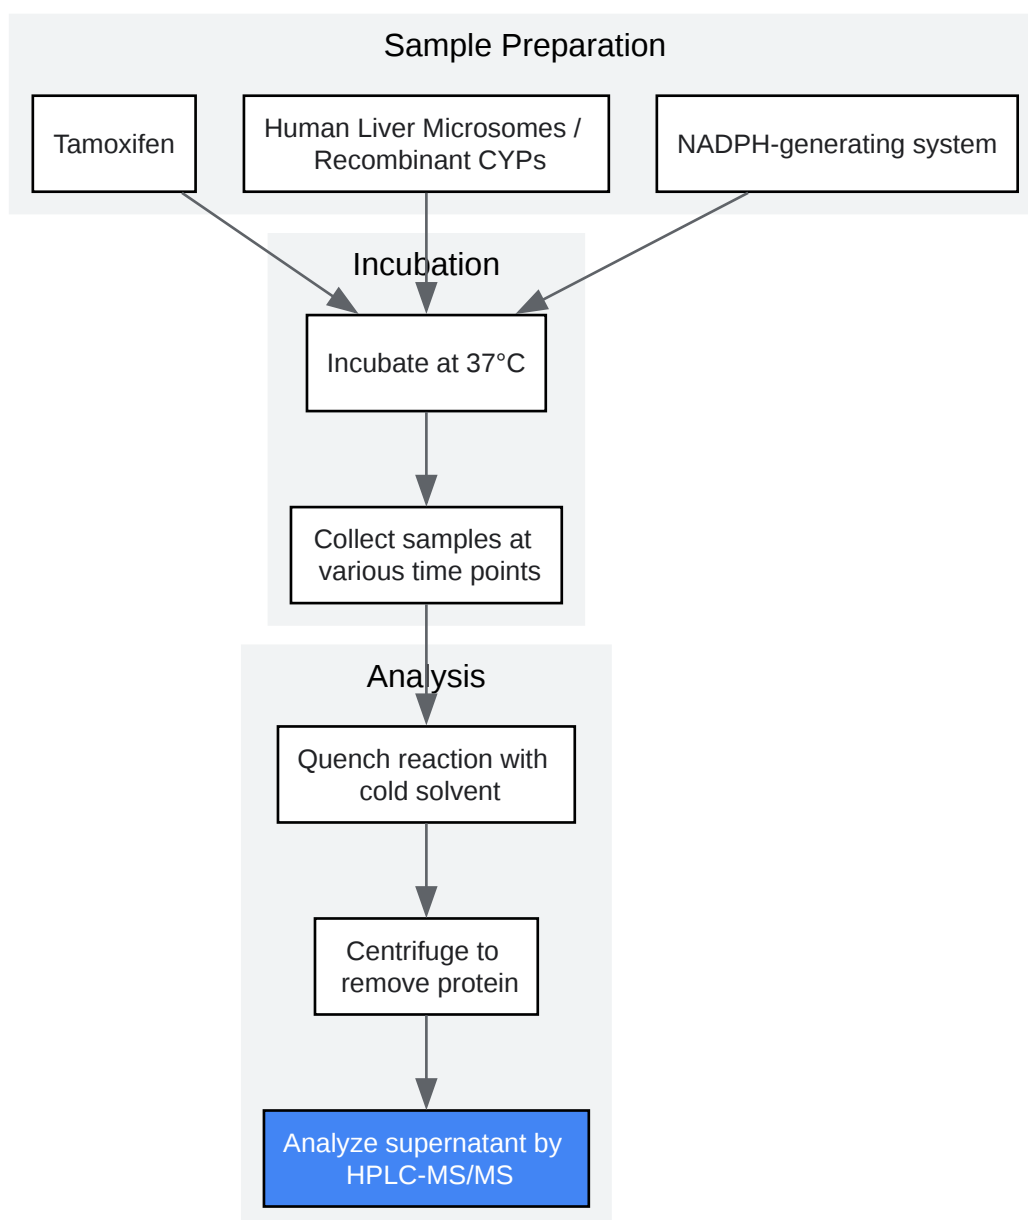 Sample Preparation
Tamoxifen
Human Liver Microsomes /
Recombinant CYPs
NADPH-generating system
Incubation
Incubate at 37°C
Collect samples at
various time points
Analysis
Quench reaction with
cold solvent
Centrifuge to
remove protein
Analyze supernatant by
HPLC-MS/MS